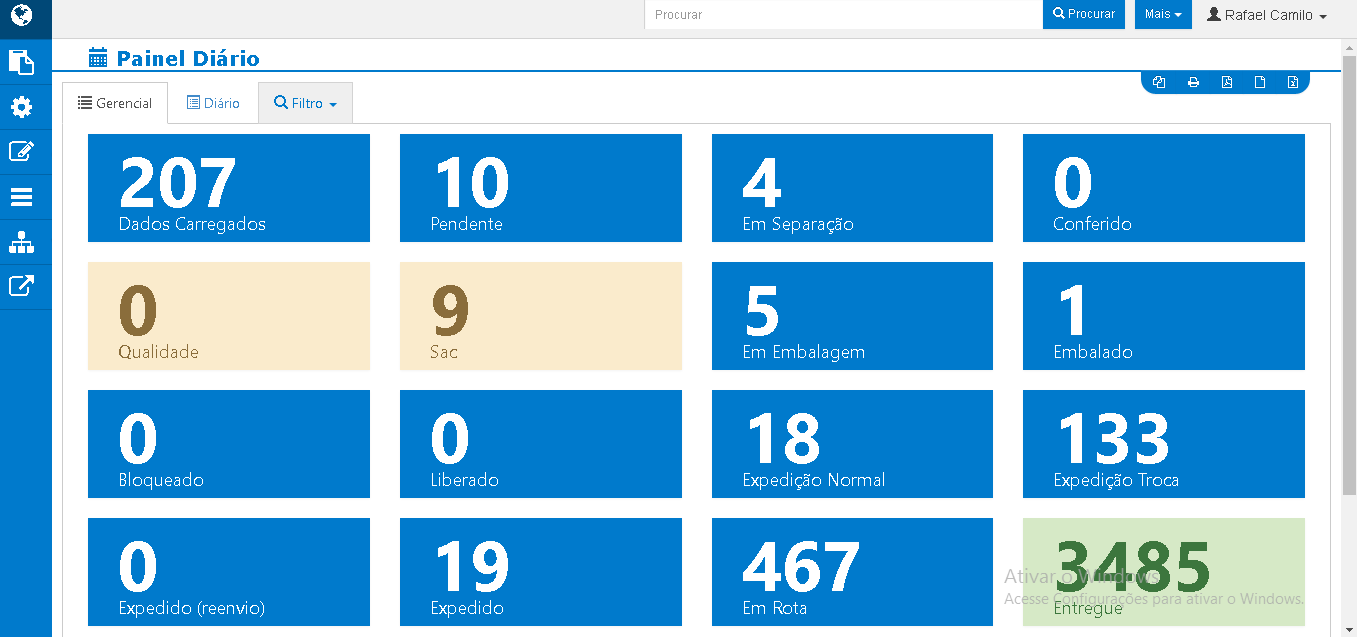 Procurar
Procurar
Mais
Rafael Camilo
Painel Diário
Gerencial
Diário
Filtro
207
Dados Carregados
10
Pendente
4
Em Separação
0
Conferido
0
Qualidade
9
Sac
5
Em Embalagem
1
Embalado
0
Bloqueado
0
Liberado
18
Expedição Normal
133
Expedição Troca
0
Expedido (reenvio)
19
Expedido
467
Em Rota
3485
Entregue
Ativar o Windows
Acesse Configurações para ativar o Windows.